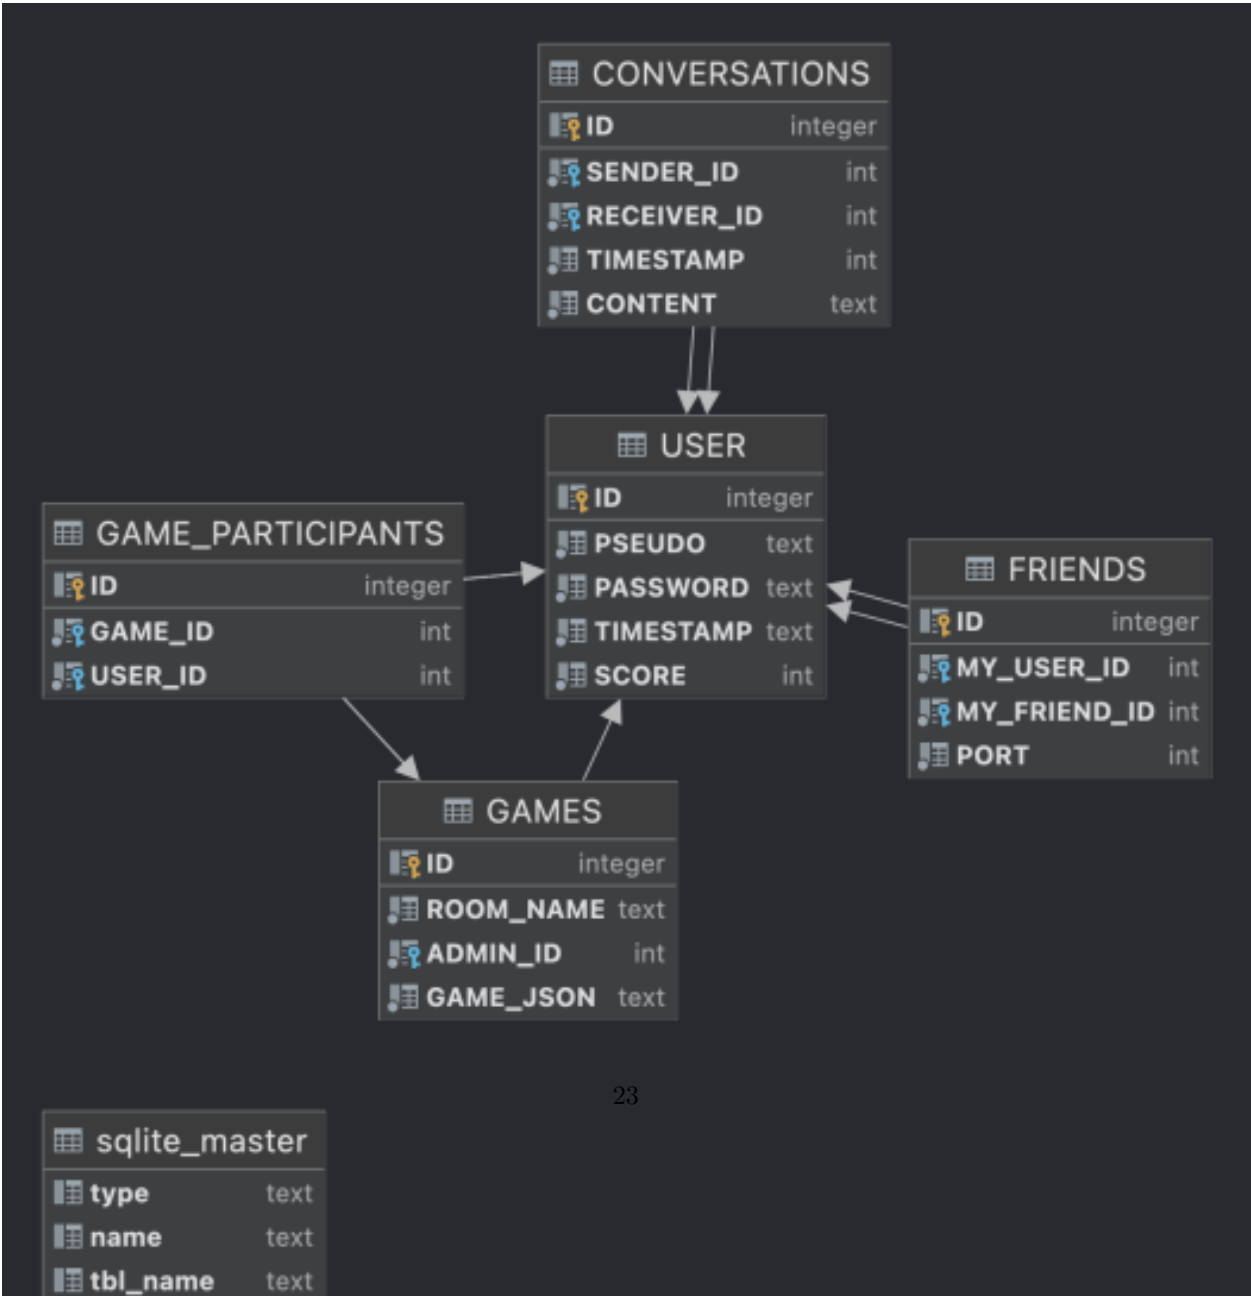 CONVERSATIONS
ID integer
SENDER_ID int
RECEIVER_ID int
TIMESTAMP int
CONTENT text
USER
ID integer
PSEUDO text
PASSWORD text
TIMESTAMP text
SCORE int
GAME_PARTICIPANTS
ID integer
GAME_ID int
USER_ID int
FRIENDS
ID integer
MY_USER_ID int
MY_FRIEND_ID int
PORT int
GAMES
ID integer
ROOM_NAME text
ADMIN_ID int
GAME_JSON text
23
sqlite_master
type text
name text
tbl_name text